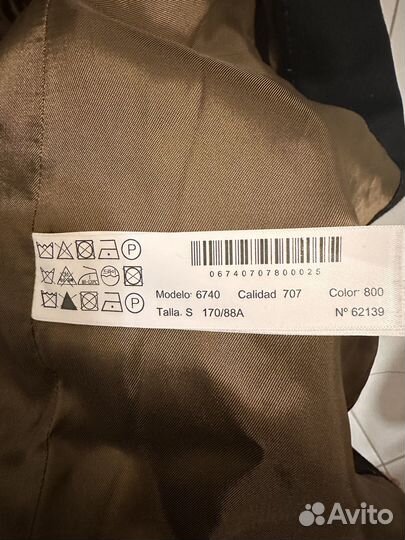 06740707800025
Modelo: 6740 Calidad 707 Color: 800
Talla: S 170/88A Nº 62139
P
P
Avito